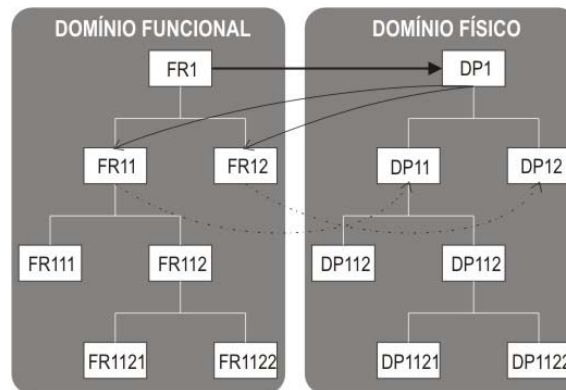 DOMÍNIO FUNCIONAL DOMÍNIO FÍSICO
FR1 DP1
FR11 FR12 DP11 DP12
FR111 FR112 DP112 DP112
FR1121 FR1122 DP1121 DP1122